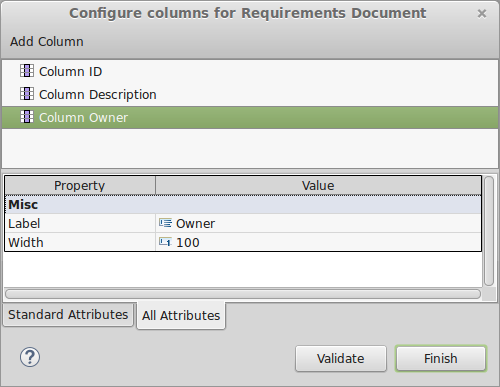 Configure columns for Requirements Document ×
Add Column
Column ID
Column Description
Column Owner
Property Value
Misc
Label Owner
Width 100
Standard Attributes All Attributes
? Validate Finish